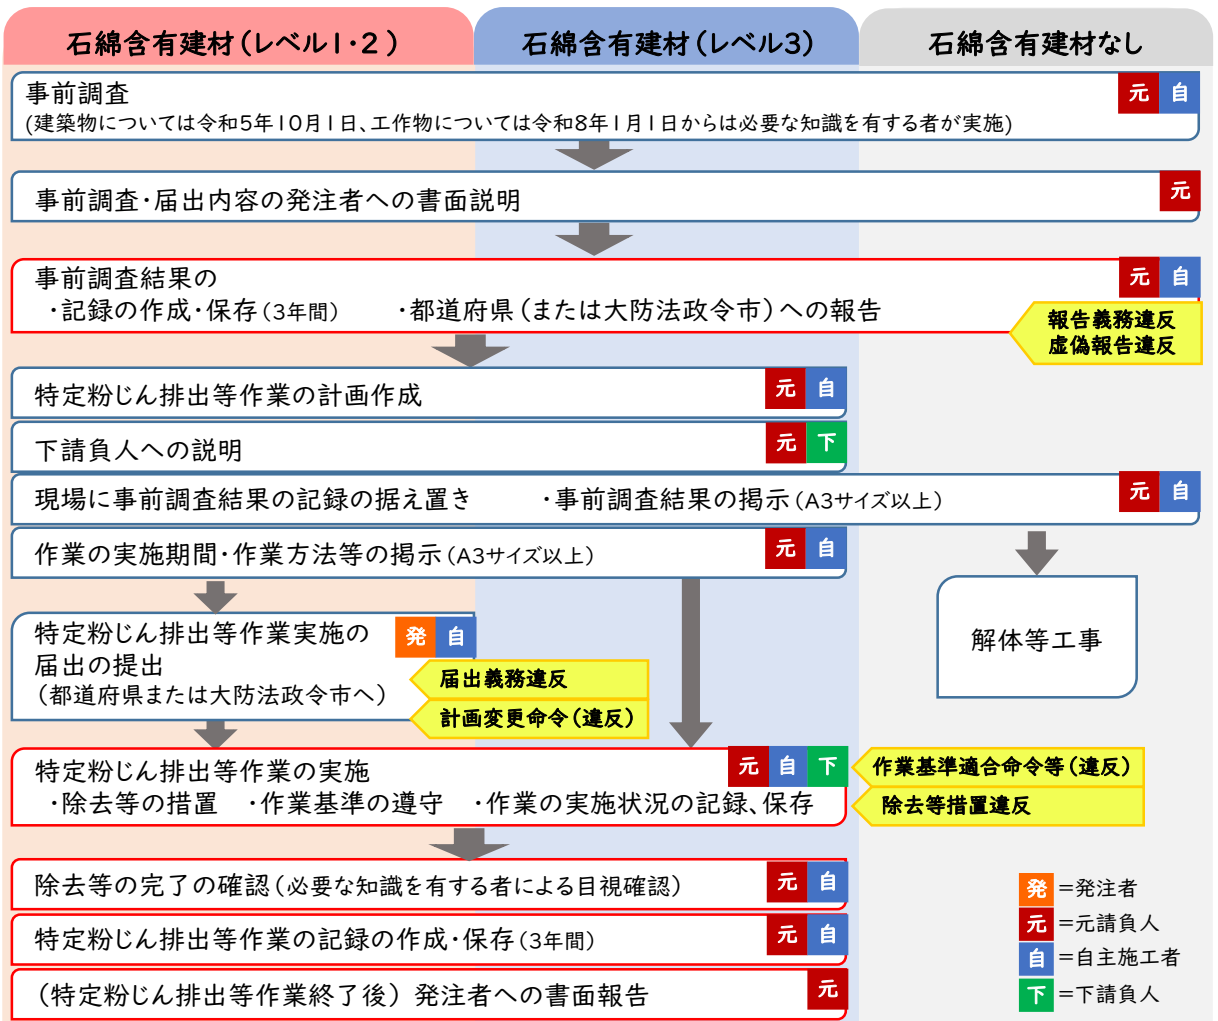 石綿含有建材（レベル1・2）
石綿含有建材（レベル3）
石綿含有建材なし
事前調査
元 自
(建築物については令和5年10月1日、工作物については令和8年1月1日からは必要な知識を有する者が実施)
事前調査・届出内容の発注者への書面説明
元
事前調査結果の
元 自
・記録の作成・保存（3年間） ・都道府県（または大防法政令市）への報告
報告義務違反
虚偽報告違反
特定粉じん排出等作業の計画作成
元 自
下請負人への説明
元 下
現場に事前調査結果の記録の据え置き ・事前調査結果の掲示（A3サイズ以上）
元 自
作業の実施期間・作業方法等の掲示（A3サイズ以上）
元 自
特定粉じん排出等作業実施の
届出の提出
（都道府県または大防法政令市へ）
発 自
届出義務違反
計画変更命令（違反）
解体等工事
特定粉じん排出等作業の実施
元 自 下
・除去等の措置 ・作業基準の遵守 ・作業の実施状況の記録、保存
作業基準適合命令等（違反）
除去等措置違反
除去等の完了の確認（必要な知識を有する者による目視確認）
元 自
特定粉じん排出等作業の記録の作成・保存（3年間）
元 自
（特定粉じん排出等作業終了後）発注者への書面報告
元
発 =発注者
元 =元請負人
自 =自主施工者
下 =下請負人